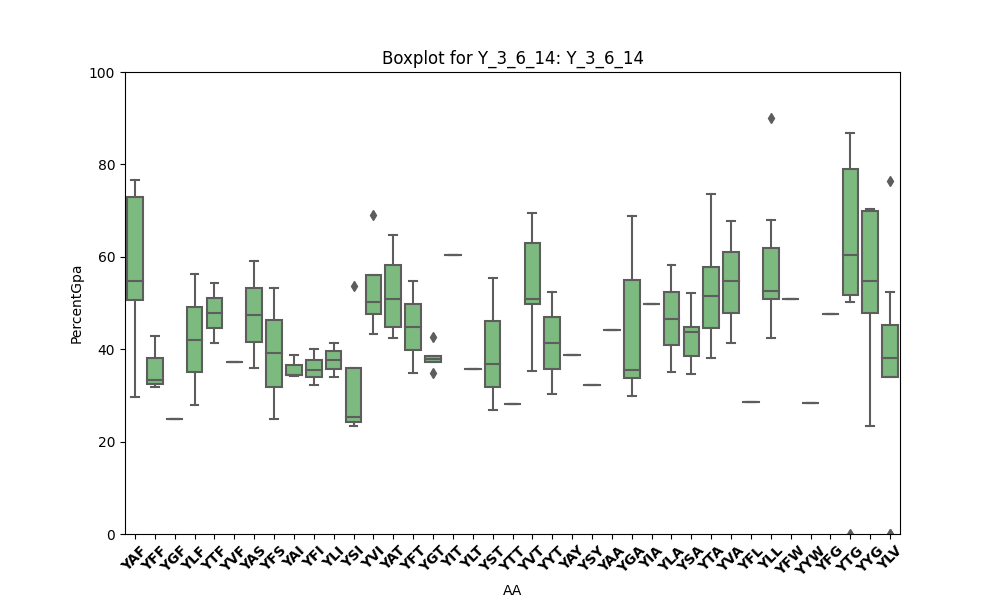 Boxplot for Y_3_6_14: Y_3_6_14
100
80
60
40
20
0
PercentGpa
YAF YFF YGF YLF YTF YVF YAS YFS YAI YFI YLI YSI YVI YAT YFT YGT YIT YLT YST YTT YVT YYT YAY YSY YAA YGA YIA YLA YSA YTA YVA YFL YLL YFW YYW YFG YTG YYG YLV
AA